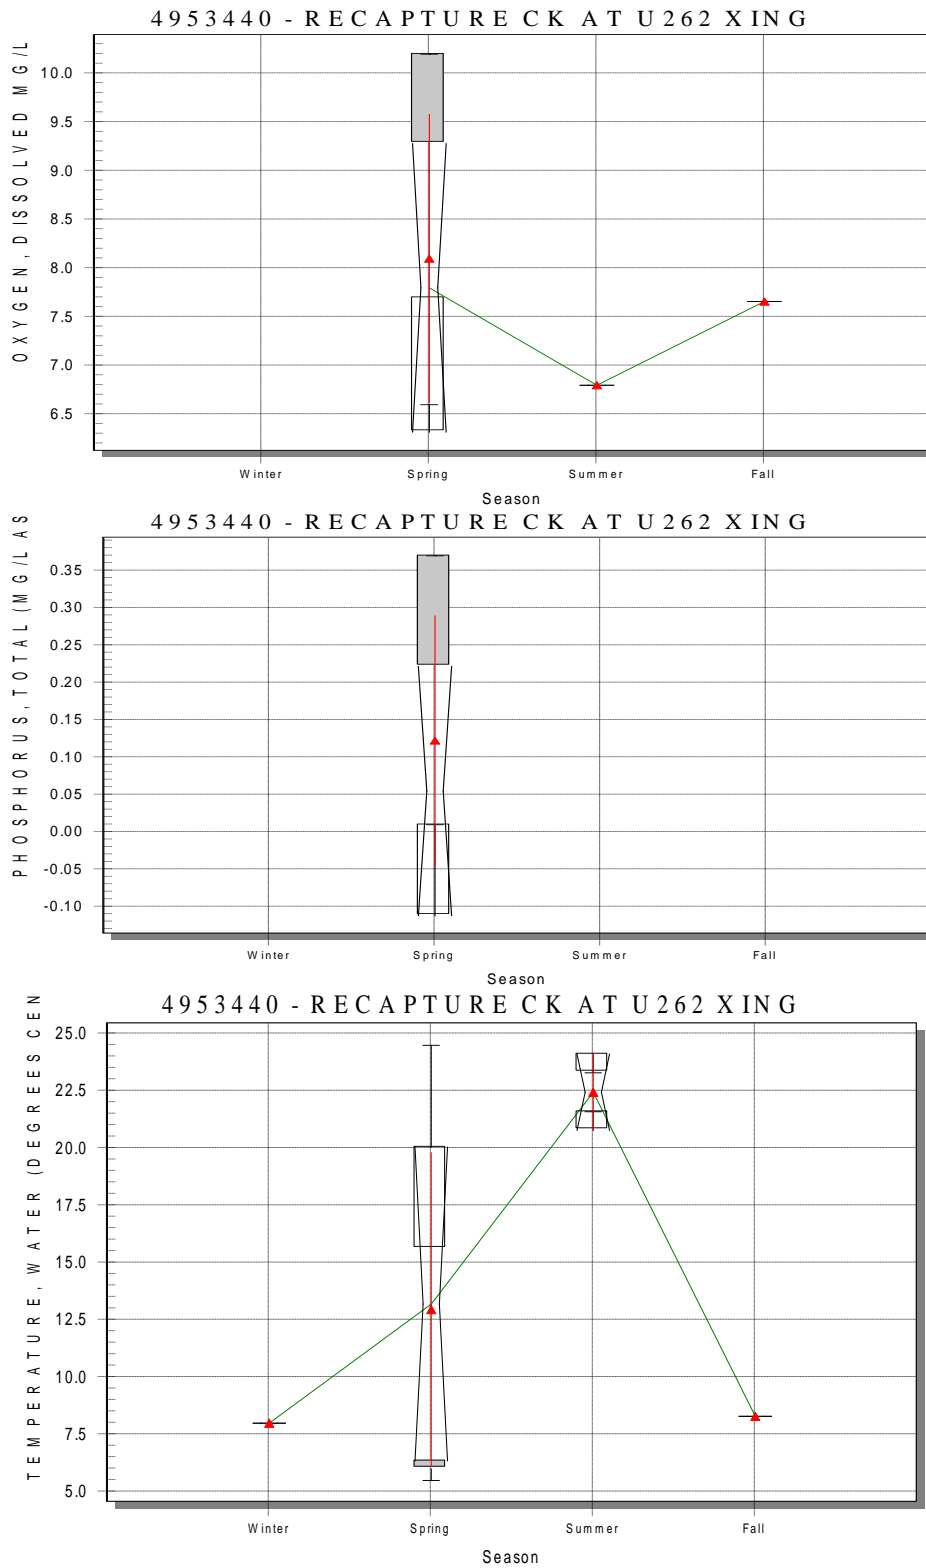 4953440 - RECAPTURE CK AT U262 XING
OXYGEN, DISSOLVED MG/L
10.0
9.5
9.0
8.5
8.0
7.5
7.0
6.5
Winter Spring Summer Fall
Season
4953440 - RECAPTURE CK AT U262 XING
PHOSPHORUS, TOTAL (MG/L AS
0.35
0.30
0.25
0.20
0.15
0.10
0.05
0.00
-0.05
-0.10
Winter Spring Summer Fall
Season
4953440 - RECAPTURE CK AT U262 XING
TEMPERATURE, WATER (DEGREES CEN
25.0
22.5
20.0
17.5
15.0
12.5
10.0
7.5
5.0
Winter Spring Summer Fall
Season